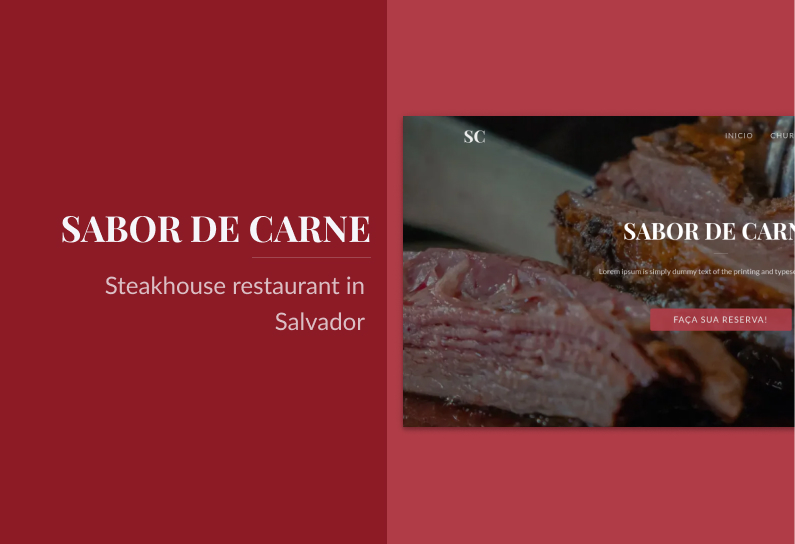 SABOR DE CARNE
Steakhouse restaurant in
Salvador
SC
INICIO CHUR
SABOR DE CARN
Lorem ipsum is simply dummy text of the printing and typese
FAÇA SUA RESERVA!